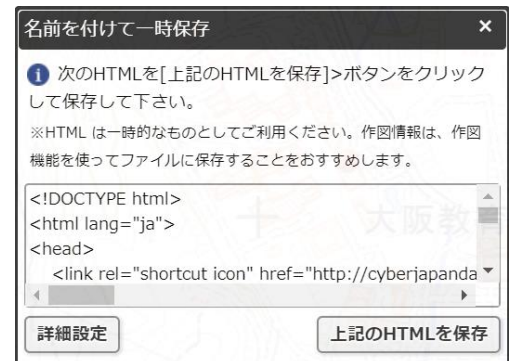 名前を付けて一時保存 ×
次のHTMLを[上記のHTMLを保存]>ボタンをクリック
して保存して下さい。
※HTML は一時的なものとしてご利用ください。作図情報は、作図
機能を使ってファイルに保存することをおすすめします。
<!DOCTYPE html>
<html lang="ja">
<head>
<link rel="shortcut icon" href="http://cyberjapanda
大阪教育
詳細設定 上記のHTMLを保存